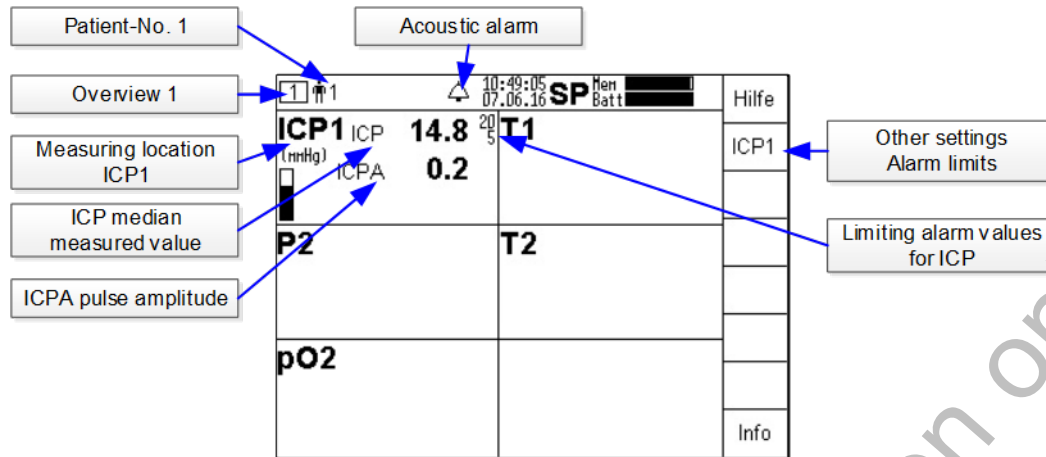 Patient-No. 1
Acoustic alarm
Overview 1
Measuring location
ICP1
ICP median
measured value
ICPA pulse amplitude
1 1 10:49:05 SP Mem
07.06.16 Batt
ICP1 ICP 14.8 20
5
(mmHg)
ICPA 0.2
T1
P2
T2
pO2
Hilfe
ICP1
Info
Other settings
Alarm limits
Limiting alarm values
for ICP